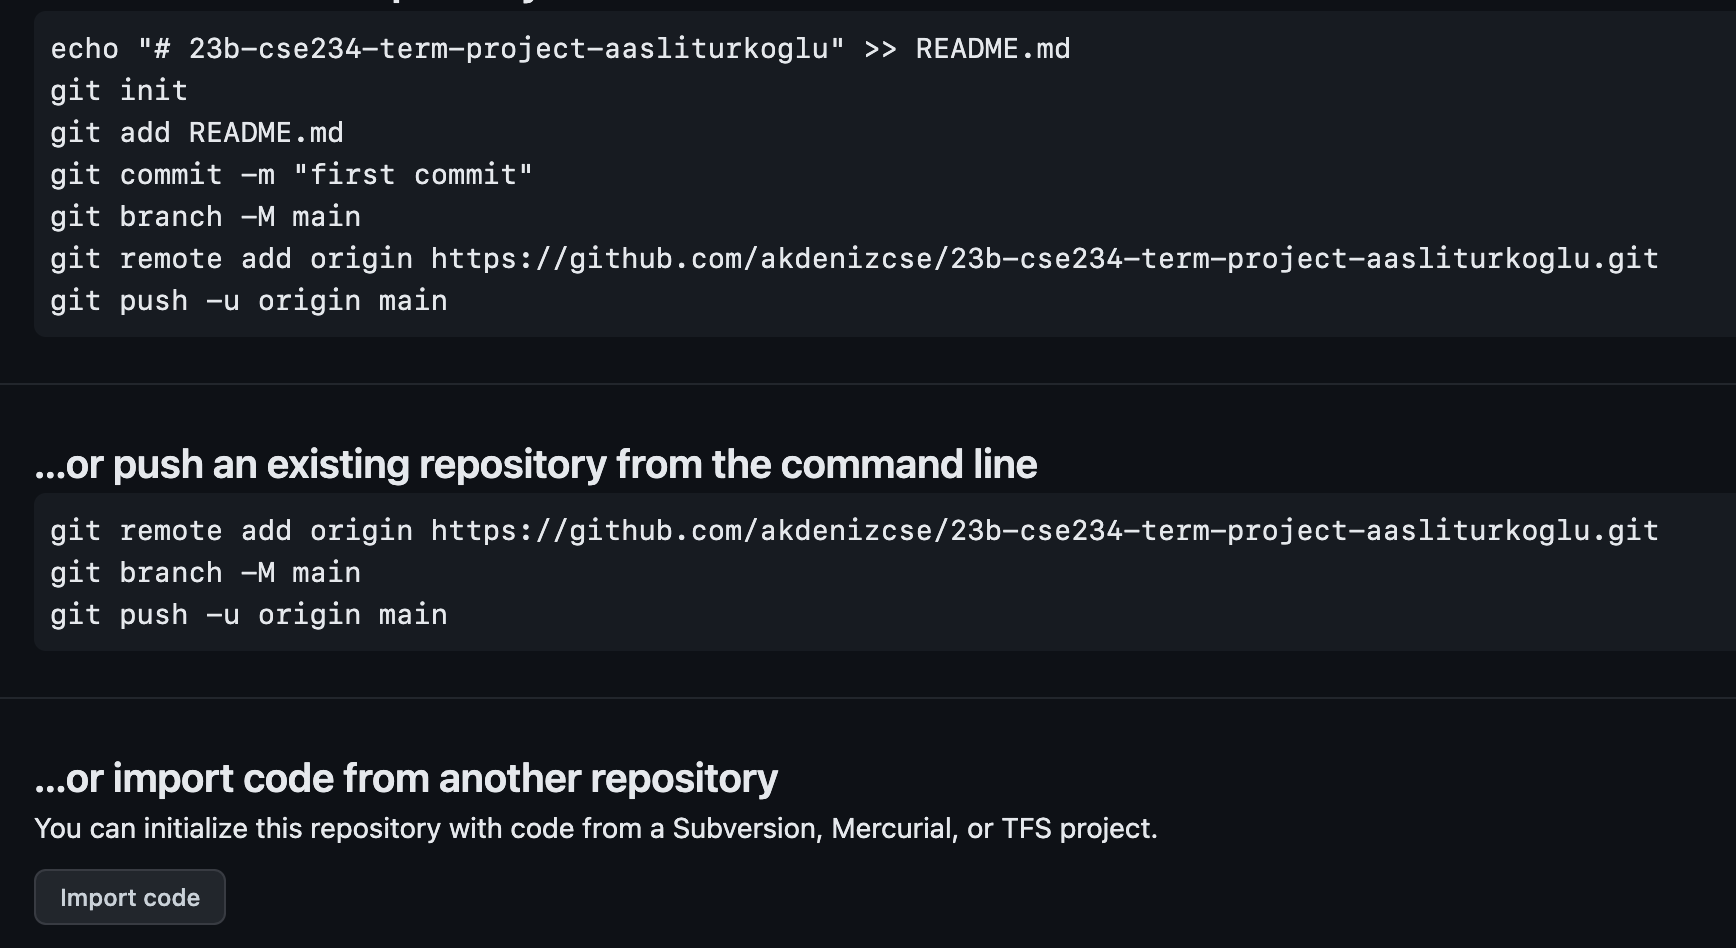 echo "# 23b-cse234-term-project-aasliturkoglu" >> README.md
git init
git add README.md
git commit -m "first commit"
git branch -M main
git remote add origin https://github.com/akdenizcse/23b-cse234-term-project-aasliturkoglu.git
git push -u origin main
…or push an existing repository from the command line
git remote add origin https://github.com/akdenizcse/23b-cse234-term-project-aasliturkoglu.git
git branch -M main
git push -u origin main
…or import code from another repository
You can initialize this repository with code from a Subversion, Mercurial, or TFS project.
Import code